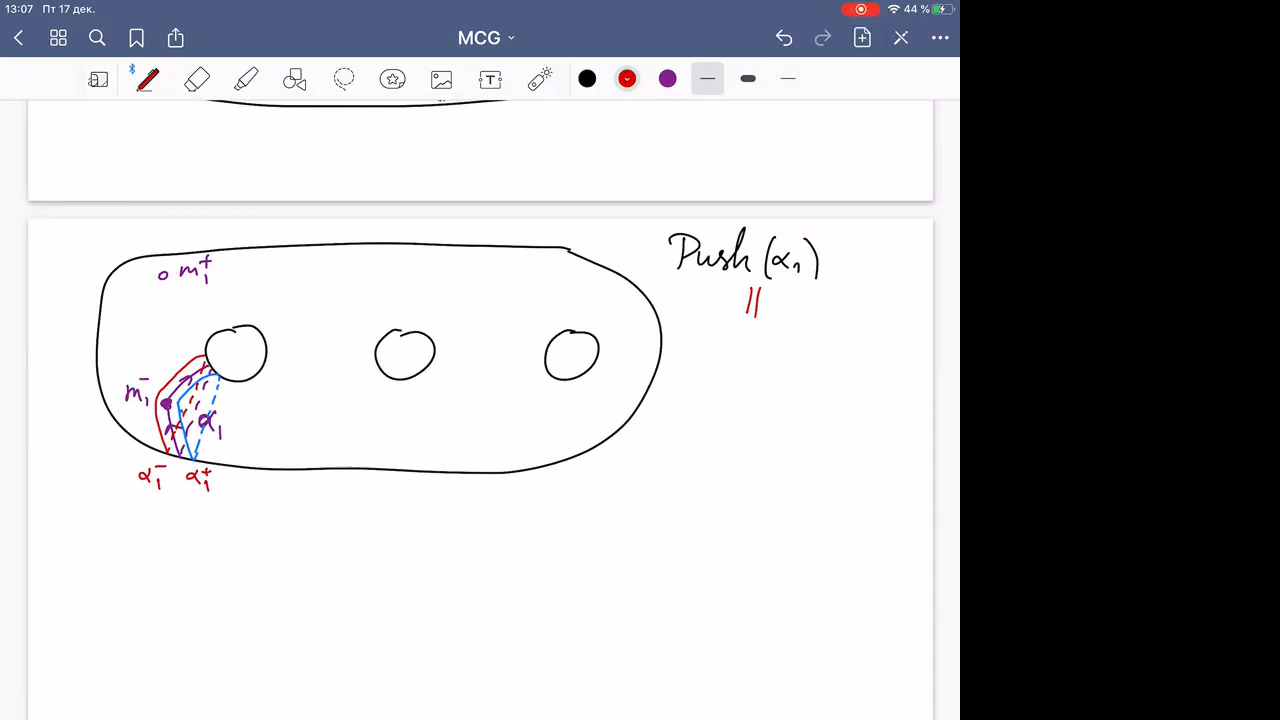 13:07 Пт 17 дек.
44 %
MCG
T
Push (α₁)
||
m₁⁺
m₁⁻
α₁
α₁⁻ α₁⁺